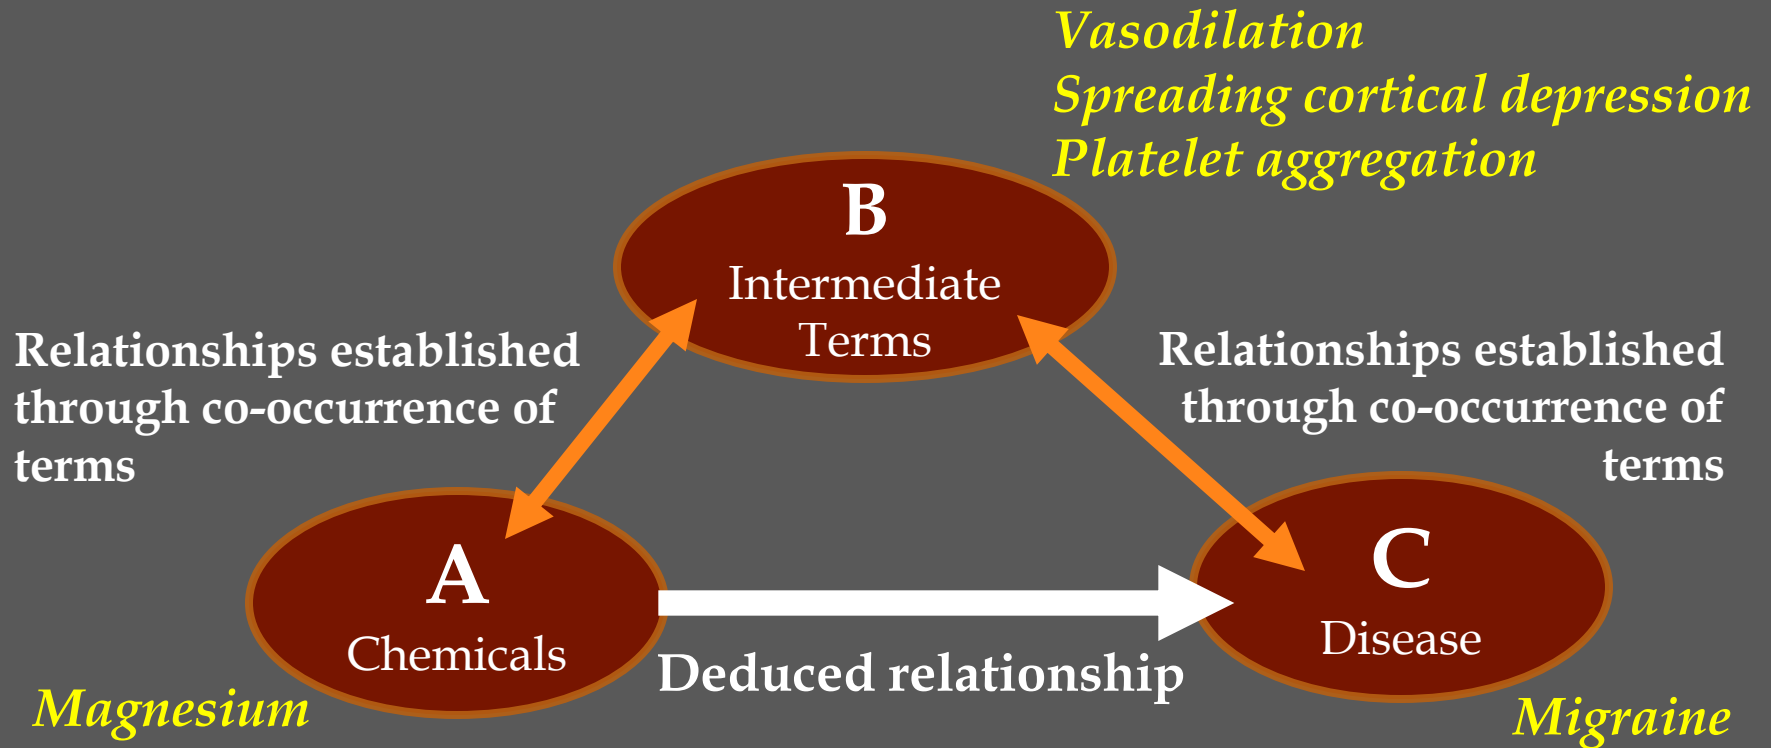 Vasodilation
Spreading cortical depression
Platelet aggregation
B
Intermediate
Terms
Relationships established
through co-occurrence of
terms
Relationships established
through co-occurrence of
terms
A
Chemicals
Magnesium
Deduced relationship
C
Disease
Migraine